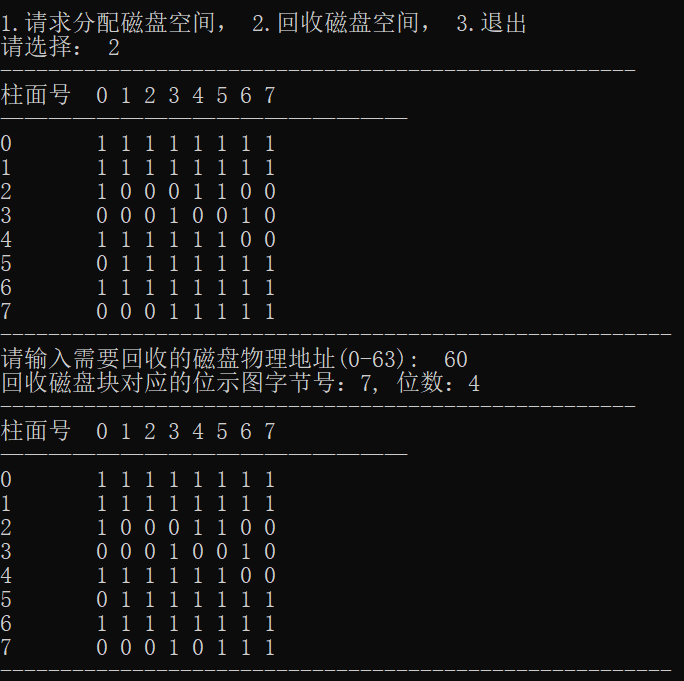 1.请求分配磁盘空间， 2.回收磁盘空间， 3.退出
请选择： 2
-----------------------------------------------------
柱面号  0 1 2 3 4 5 6 7
—————————————————
0       1 1 1 1 1 1 1 1
1       1 1 1 1 1 1 1 1
2       1 0 0 0 1 1 0 0
3       0 0 0 1 0 0 1 0
4       1 1 1 1 1 1 0 0
5       0 1 1 1 1 1 1 1
6       1 1 1 1 1 1 1 1
7       0 0 0 1 1 1 1 1
--------------------------------------------------------
请输入需要回收的磁盘物理地址(0-63)：  60
回收磁盘块对应的位示图字节号：7, 位数：4
-----------------------------------------------------
柱面号  0 1 2 3 4 5 6 7
—————————————————
0       1 1 1 1 1 1 1 1
1       1 1 1 1 1 1 1 1
2       1 0 0 0 1 1 0 0
3       0 0 0 1 0 0 1 0
4       1 1 1 1 1 1 0 0
5       0 1 1 1 1 1 1 1
6       1 1 1 1 1 1 1 1
7       0 0 0 1 0 1 1 1
--------------------------------------------------------